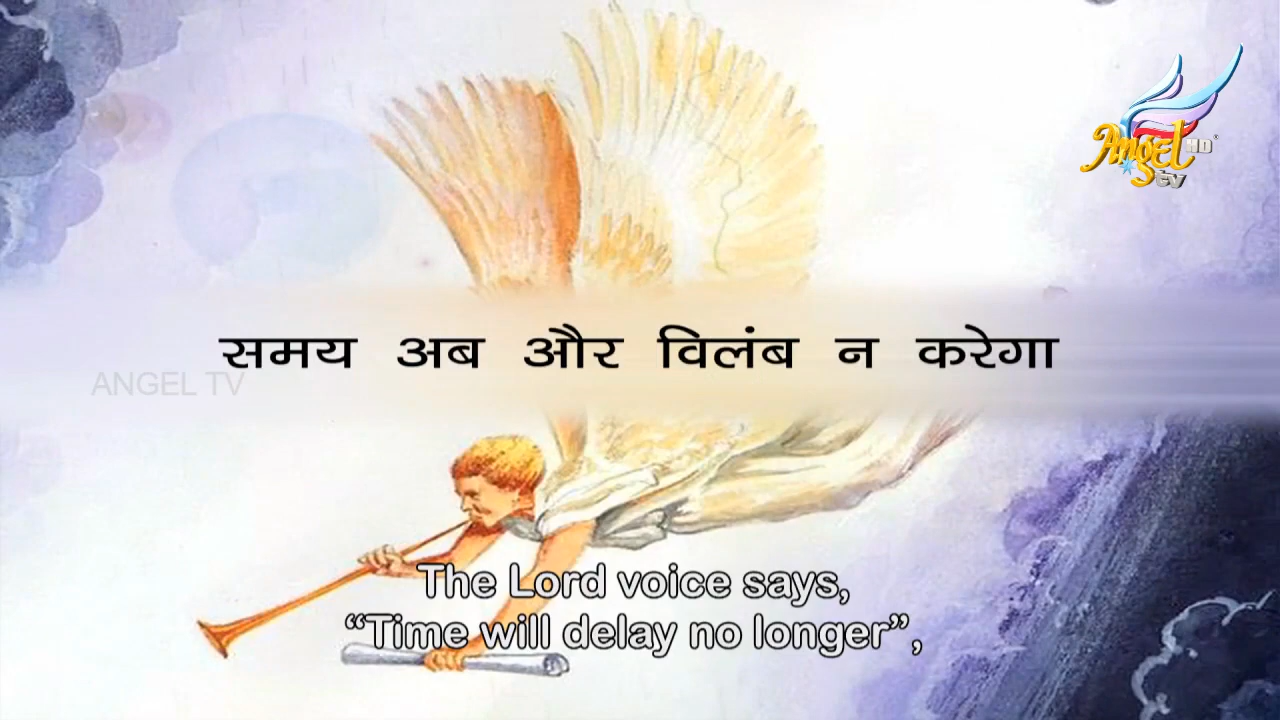 Angel HD
tv
समय अब और विलंब न करेगा
ANGEL TV
The Lord voice says,
“Time will delay no longer”,